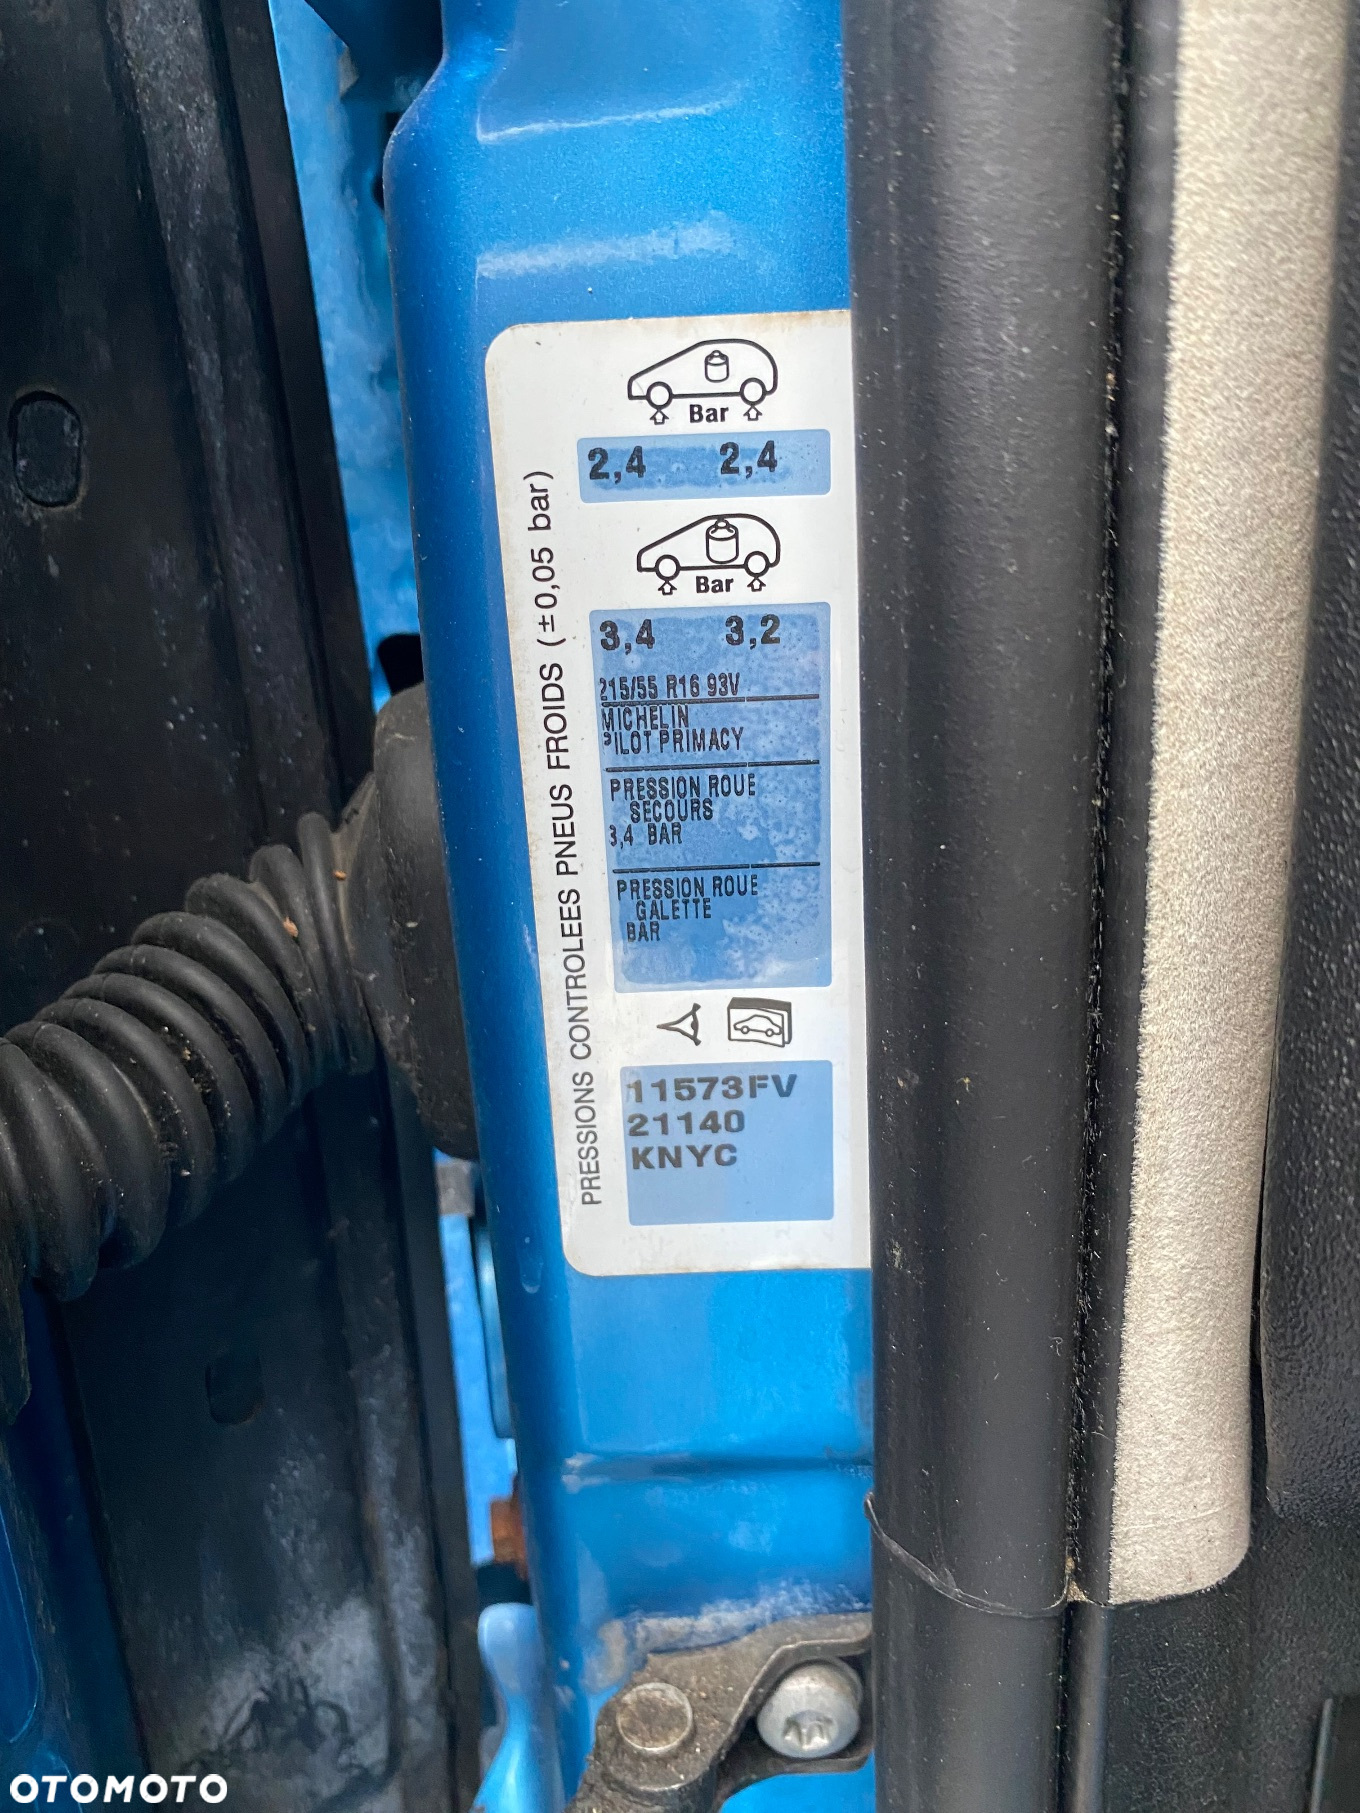 Bar
2,4 2,4
Bar
3,4 3,2
215/55 R16 93V
MICHELIN
PILOT PRIMACY
PRESSION ROUE
SECOURS
3,4 BAR
PRESSION ROUE
GALETTE
BAR
11573FV
21140
KNYC
PRESSIONS CONTROLEES PNEUS FROIDS (±0,05 bar)
OTOMOTO